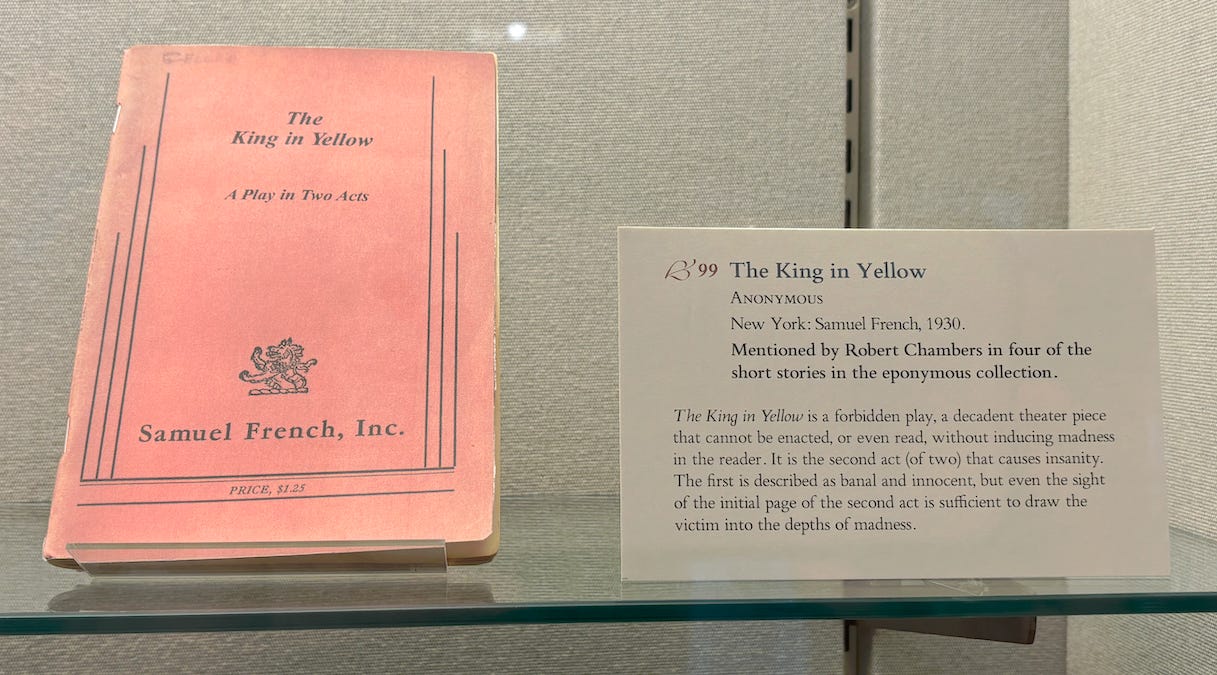 The
King in Yellow
A Play in Two Acts
Samuel French, Inc.
PRICE, $1.25
'99 The King in Yellow
Anonymous
New York: Samuel French, 1930.
Mentioned by Robert Chambers in four of the
short stories in the eponymous collection.
The King in Yellow is a forbidden play, a decadent theater piece
that cannot be enacted, or even read, without inducing madness
in the reader. It is the second act (of two) that causes insanity.
The first is described as banal and innocent, but even the sight
of the initial page of the second act is sufficient to draw the
victim into the depths of madness.